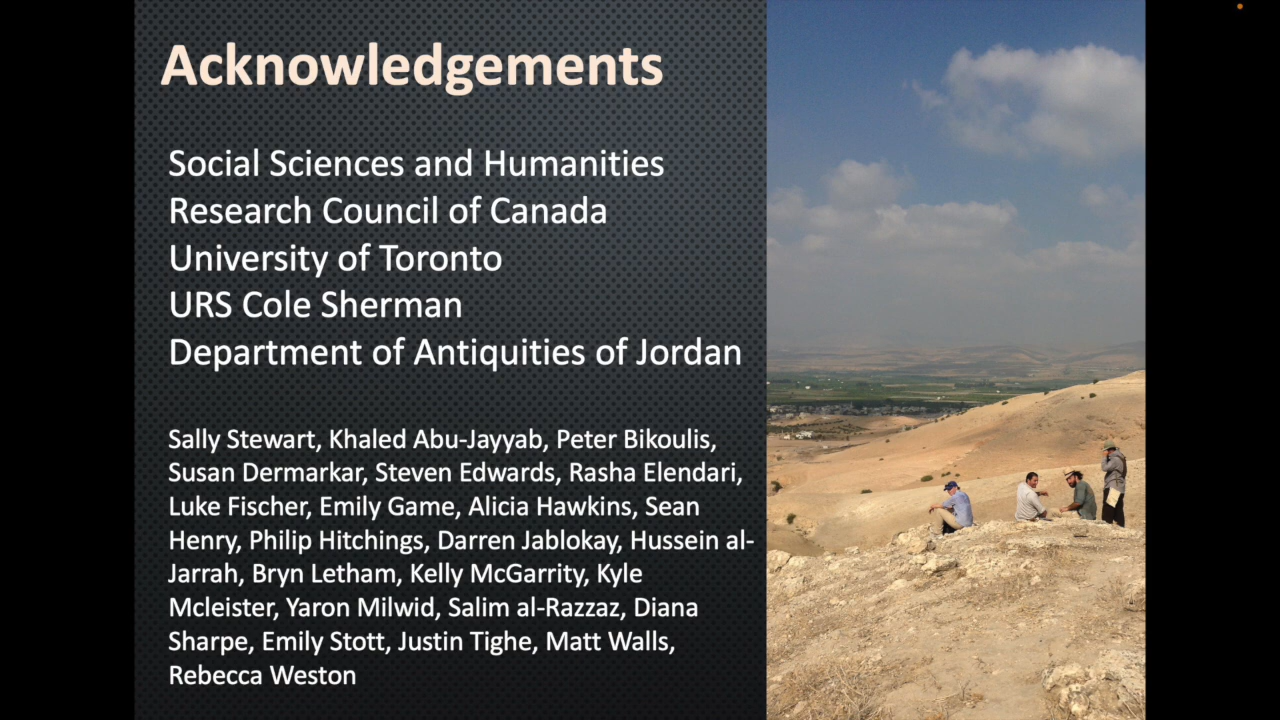 Acknowledgements
Social Sciences and Humanities
Research Council of Canada
University of Toronto
URS Cole Sherman
Department of Antiquities of Jordan
Sally Stewart, Khaled Abu-Jayyab, Peter Bikoulis,
Susan Dermarkar, Steven Edwards, Rasha Elendari,
Luke Fischer, Emily Game, Alicia Hawkins, Sean
Henry, Philip Hitchings, Darren Jablokay, Hussein al-
Jarrah, Bryn Letham, Kelly McGarrity, Kyle
Mcleister, Yaron Milwid, Salim al-Razzaz, Diana
Sharpe, Emily Stott, Justin Tighe, Matt Walls,
Rebecca Weston